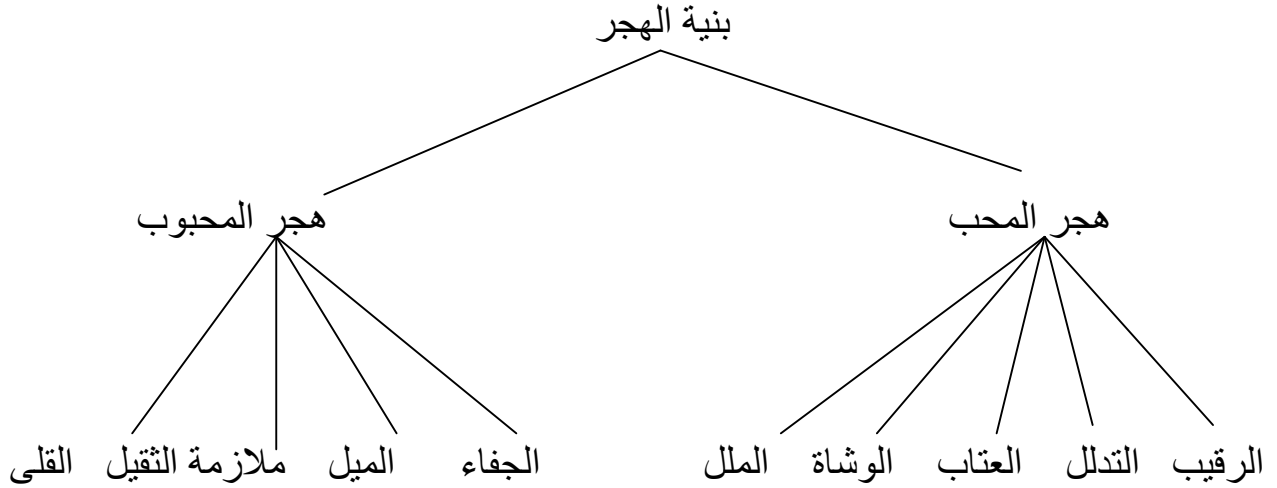 بنية الهجر
هجر المحب هجر المحبوب
الرقيب التدلل العتاب الوشاة الملل الجفاء الميل ملازمة الثقيل القلى